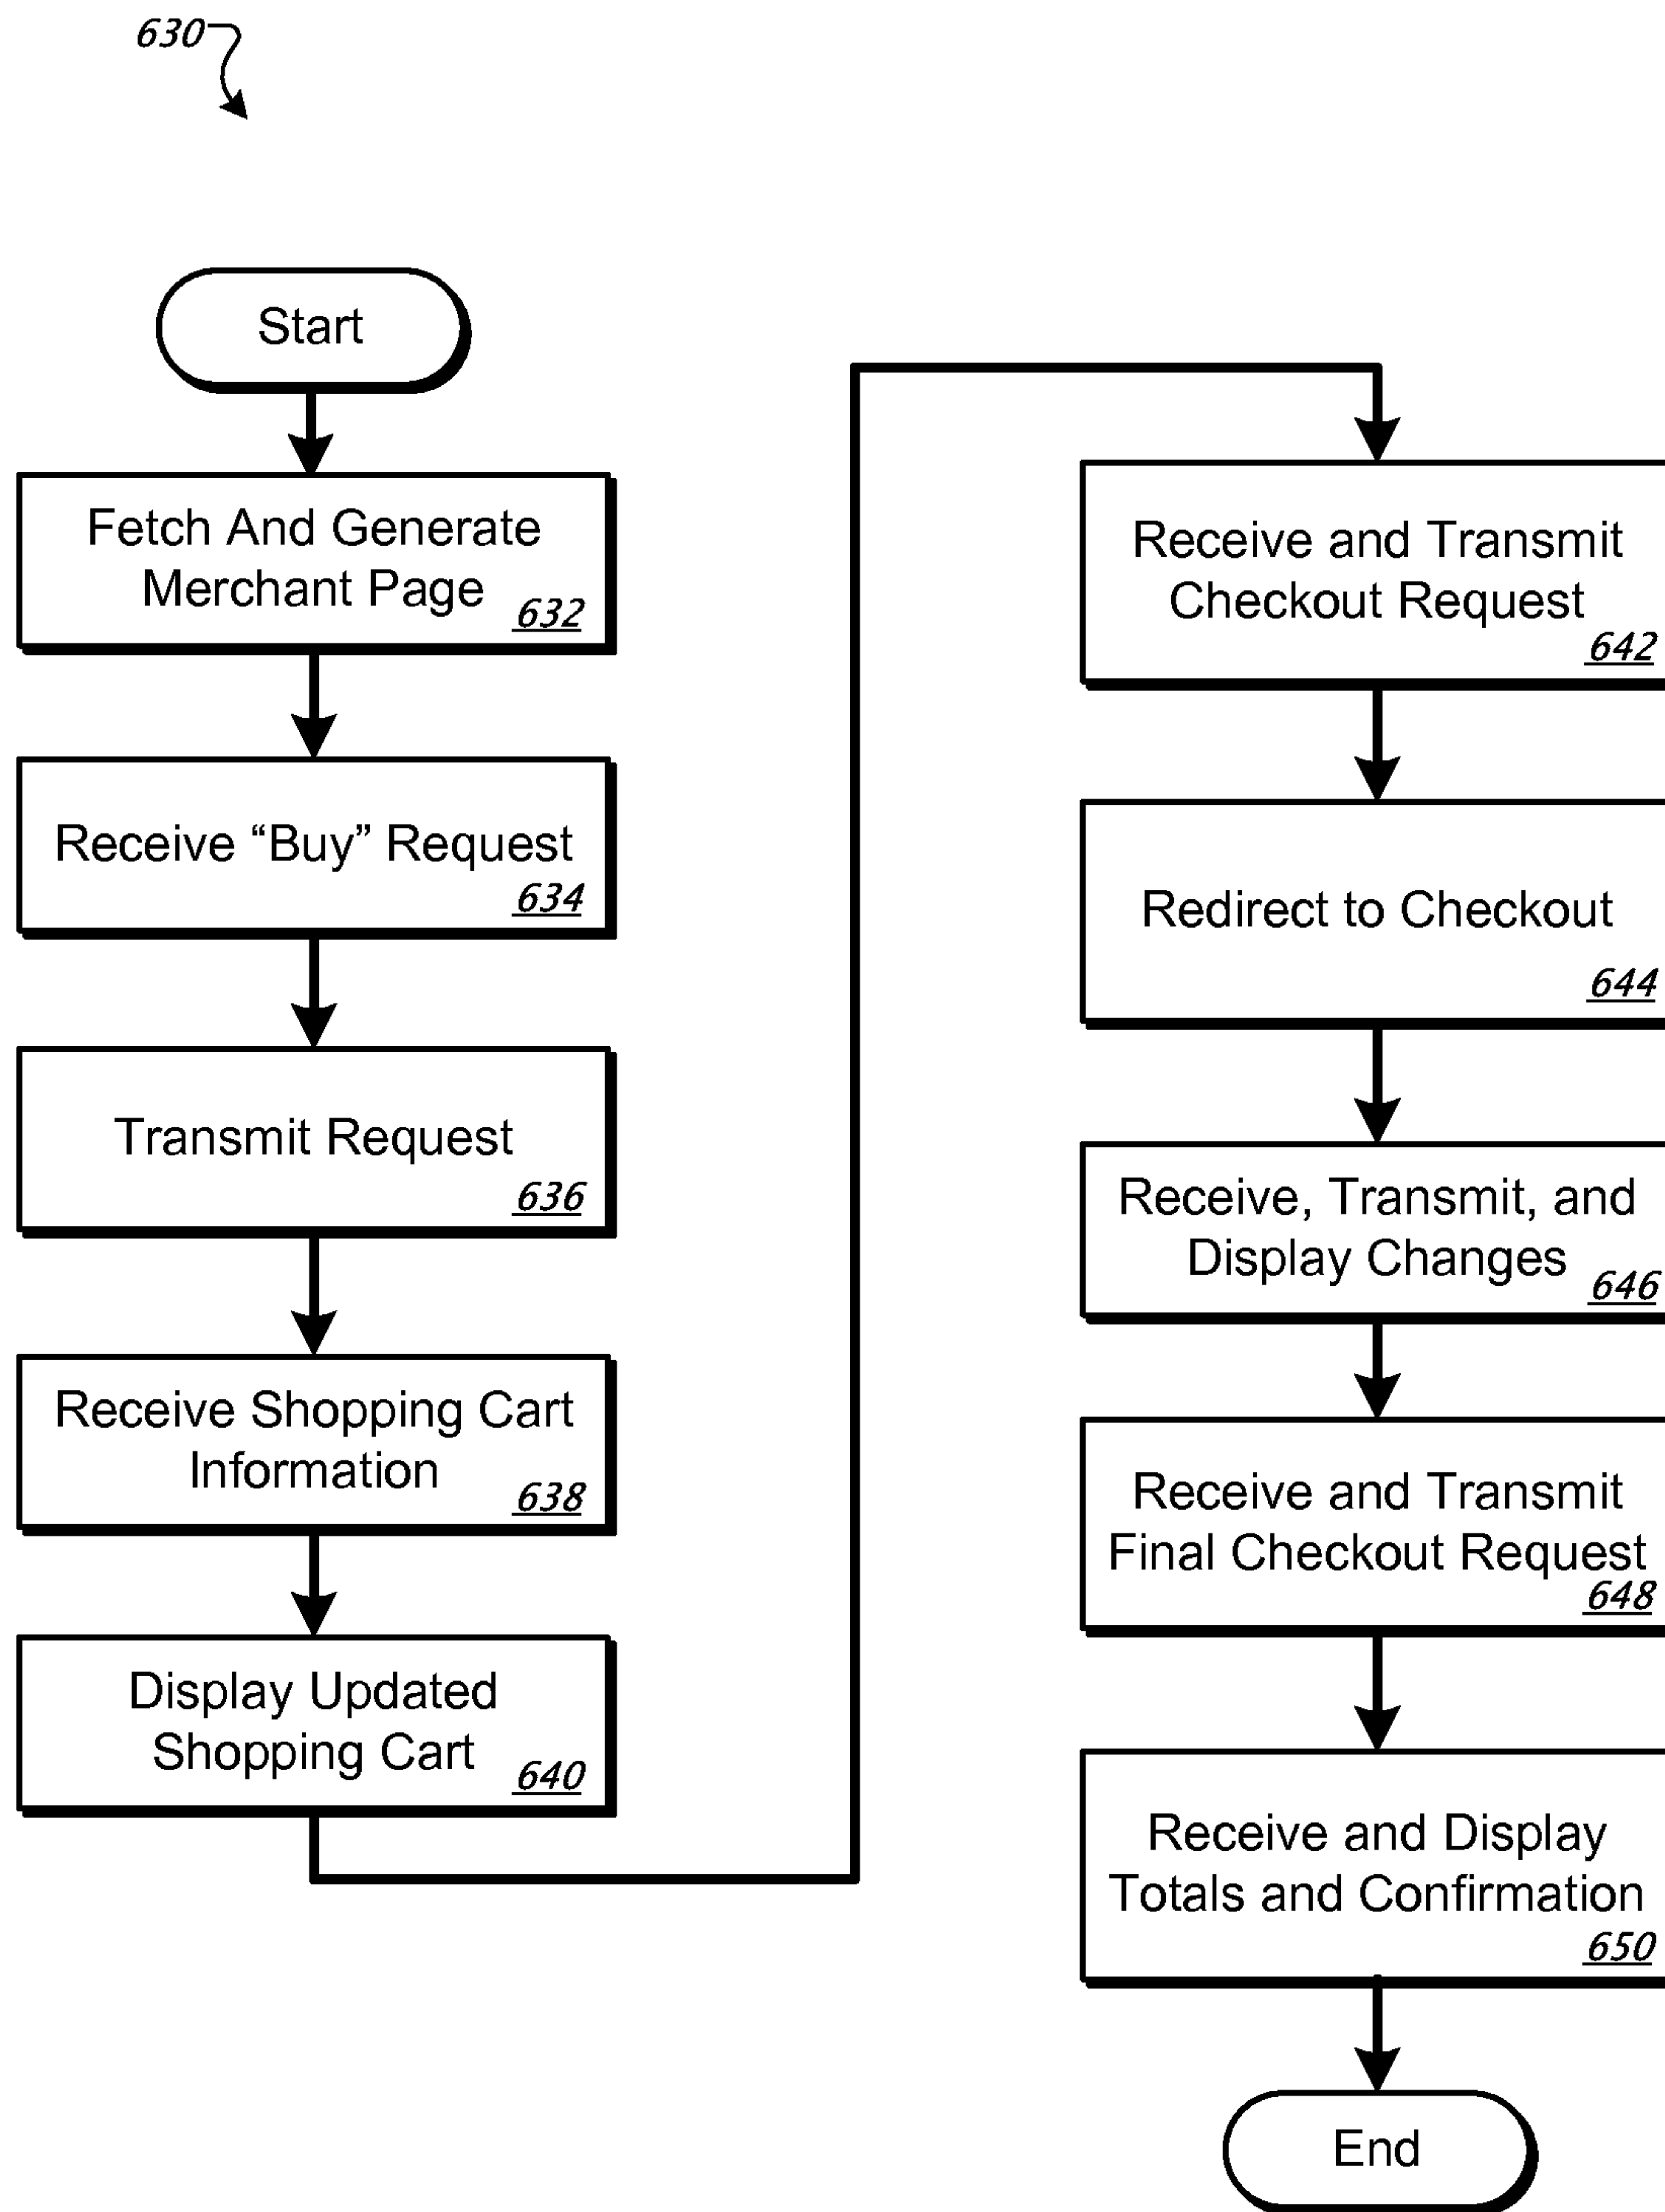 630
Start
Fetch And Generate
Merchant Page
632
Receive “Buy” Request
634
Transmit Request
636
Receive Shopping Cart
Information
638
Display Updated
Shopping Cart
640
Receive and Transmit
Checkout Request
642
Redirect to Checkout
644
Receive, Transmit, and
Display Changes
646
Receive and Transmit
Final Checkout Request
648
Receive and Display
Totals and Confirmation
650
End